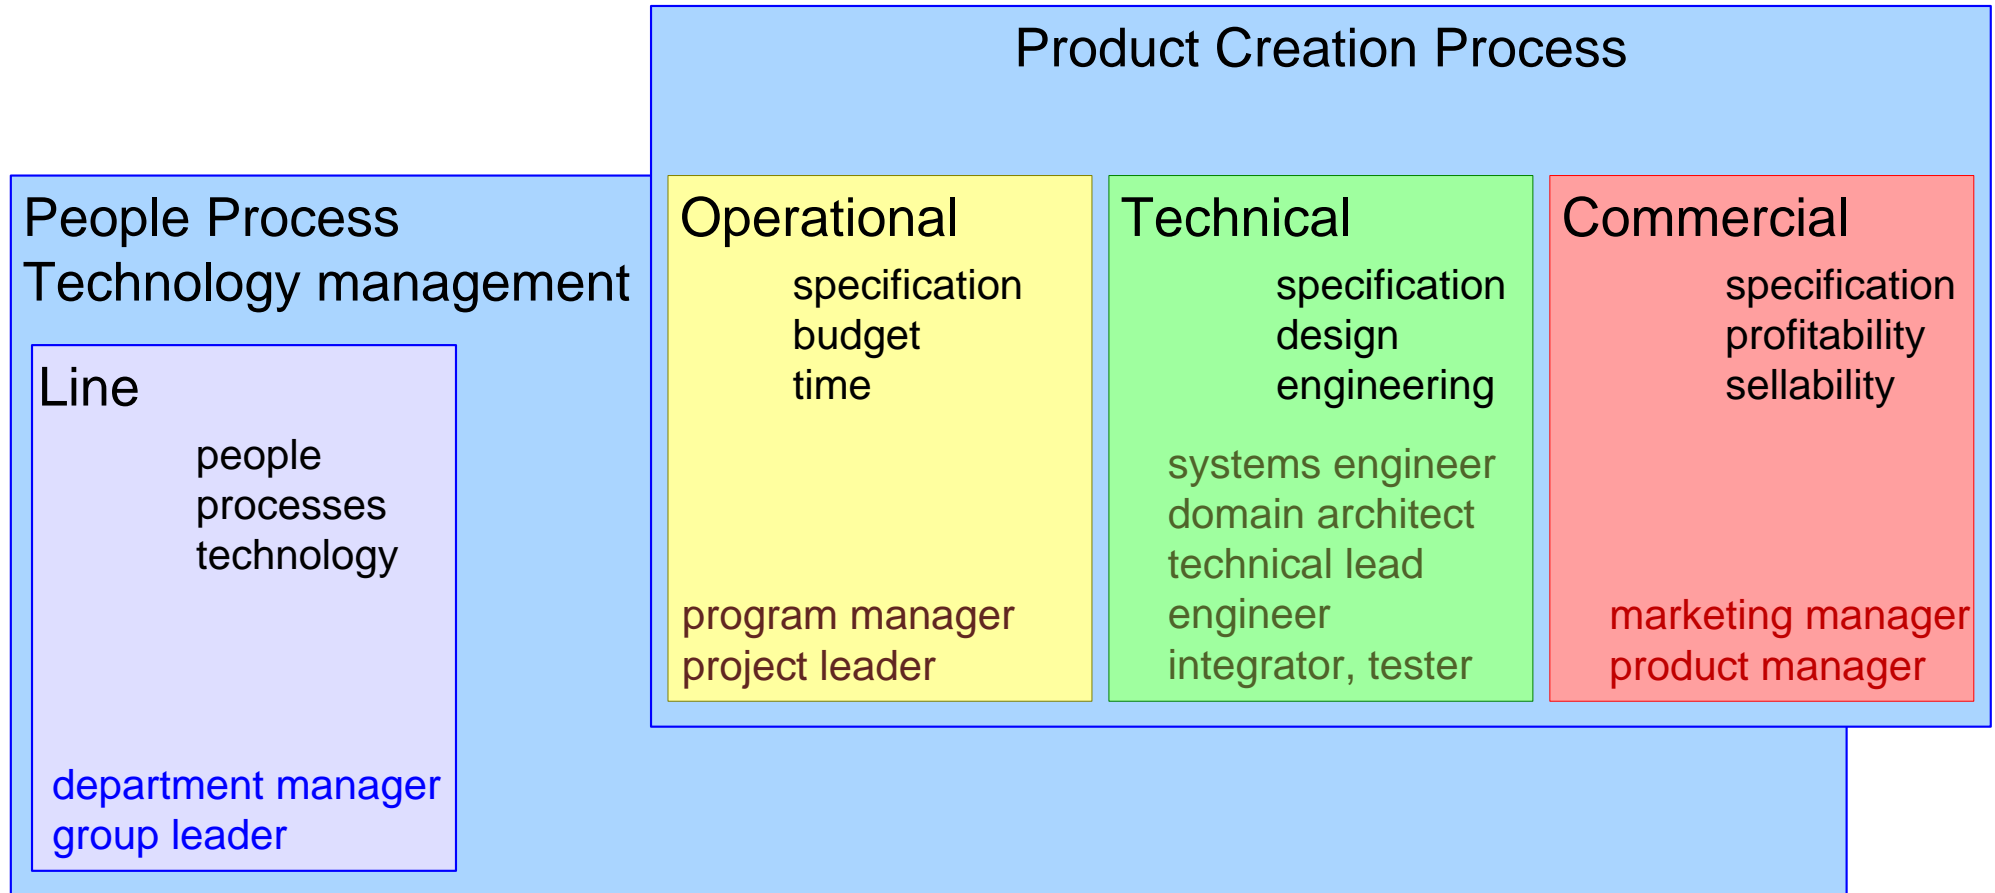 Product Creation Process
People Process
Technology management
Line
people
processes
technology
department manager
group leader
Operational
specification
budget
time
program manager
project leader
Technical
specification
design
engineering
systems engineer
domain architect
technical lead
engineer
integrator, tester
Commercial
specification
profitability
sellability
marketing manager
product manager